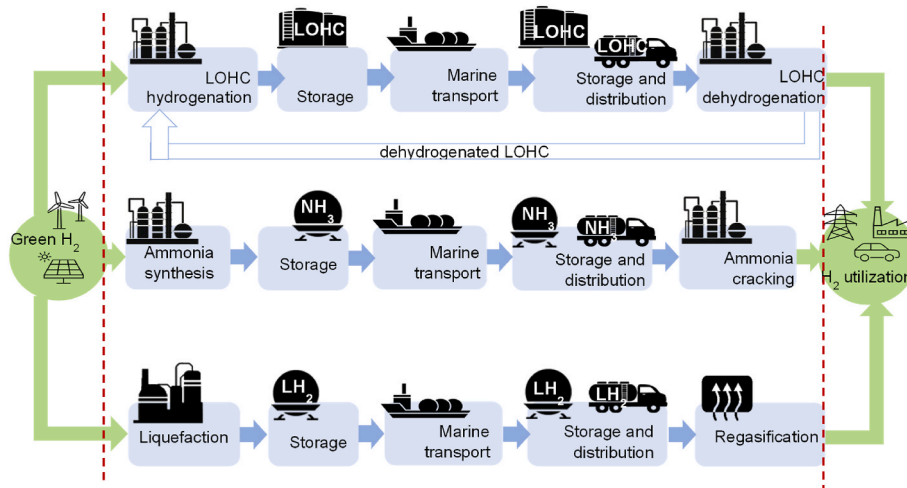 LOHC
LOHC
LOHC
LOHC
hydrogenation
Storage
Marine
transport
Storage and
distribution
LOHC
dehydrogenation
dehydrogenated LOHC
Green H2
NH3
NH3
NH3
Ammonia
synthesis
Storage
Marine
transport
Storage and
distribution
Ammonia
cracking
H2 utilization
LH2
LH2
LH2
Liquefaction
Storage
Marine
transport
Storage and
distribution
Regasification